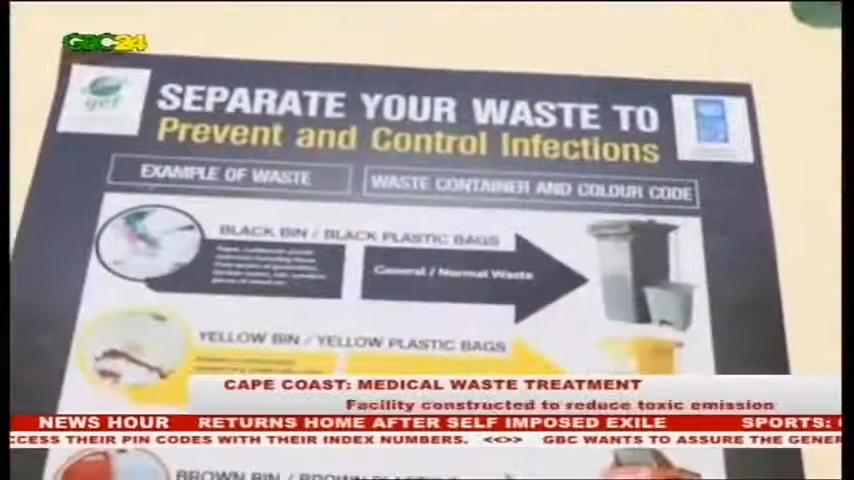 GBC24
gef
SEPARATE YOUR WASTE TO
Prevent and Control Infections
EXAMPLE OF WASTE
WASTE CONTAINER AND COLOUR CODE
BLACK BIN / BLACK PLASTIC BAGS
General / Normal Waste
YELLOW BIN / YELLOW PLASTIC BAGS
CAPE COAST: MEDICAL WASTE TREATMENT
Facility constructed to reduce toxic emission
NEWS HOUR RETURNS HOME AFTER SELF IMPOSED EXILE SPORTS:
CCESS THEIR PIN CODES WITH THEIR INDEX NUMBERS. <<>> GBC WANTS TO ASSURE THE GENER
BROWN BIN / BROWN